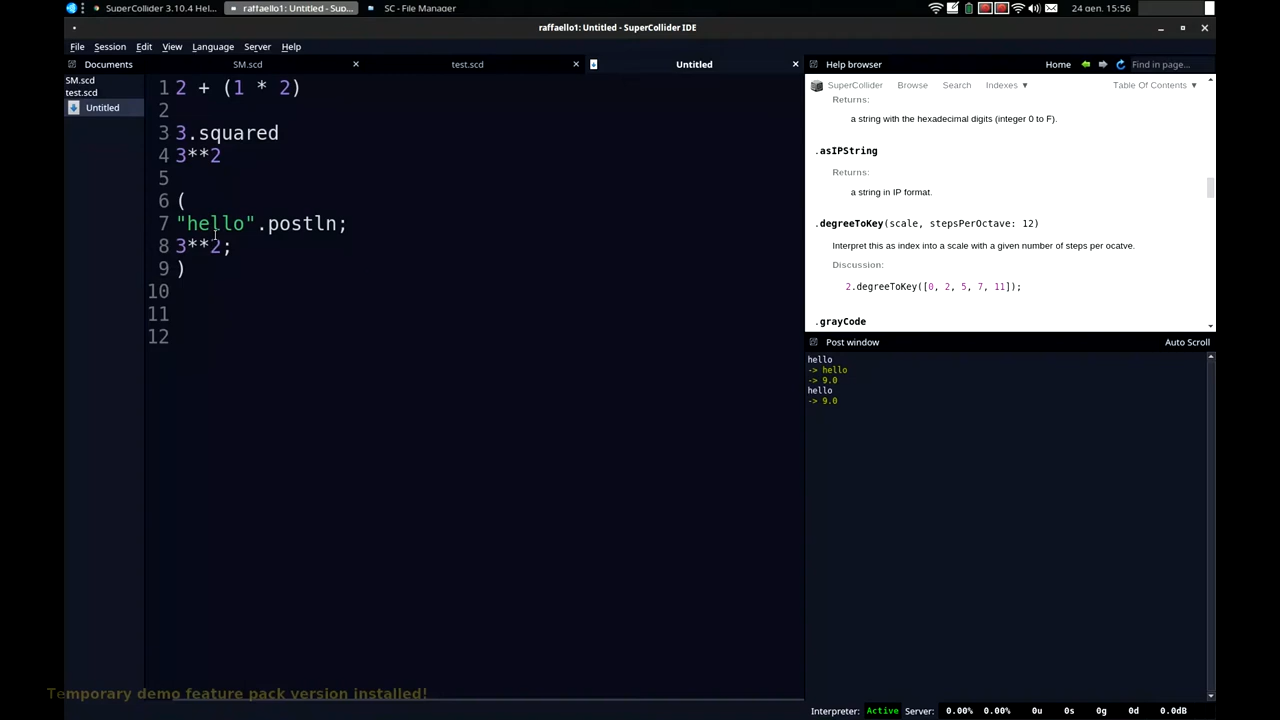 SuperCollider 3.10.4 Hel...
raffaello1: Untitled - Sup...
SC - File Manager
24 gen, 15:56
raffaello1: Untitled - SuperCollider IDE
File Session Edit View Language Server Help
Documents
SM.scd
test.scd
Untitled
SM.scd
test.scd
Untitled
1 2 + (1 * 2)
2
3 3.squared
4 3**2
5
6 (
7 "hello".postln;
8 3**2;
9 )
10
11
12
Help browser
Home
Find in page...
SuperCollider Browse Search Indexes ▼ Table Of Contents ▼
Returns:
a string with the hexadecimal digits (integer 0 to F).
.asIPString
Returns:
a string in IP format.
.degreeToKey(scale, stepsPerOctave: 12)
Interpret this as index into a scale with a given number of steps per ocatve.
Discussion:
2.degreeToKey([0, 2, 5, 7, 11]);
.grayCode
Post window
Auto Scroll
hello
-> hello
-> 9.0
hello
-> 9.0
Temporary demo feature pack version installed!
Interpreter: Active Server: 0.00% 0.00% 0u 0s 0g 0d 0.0dB